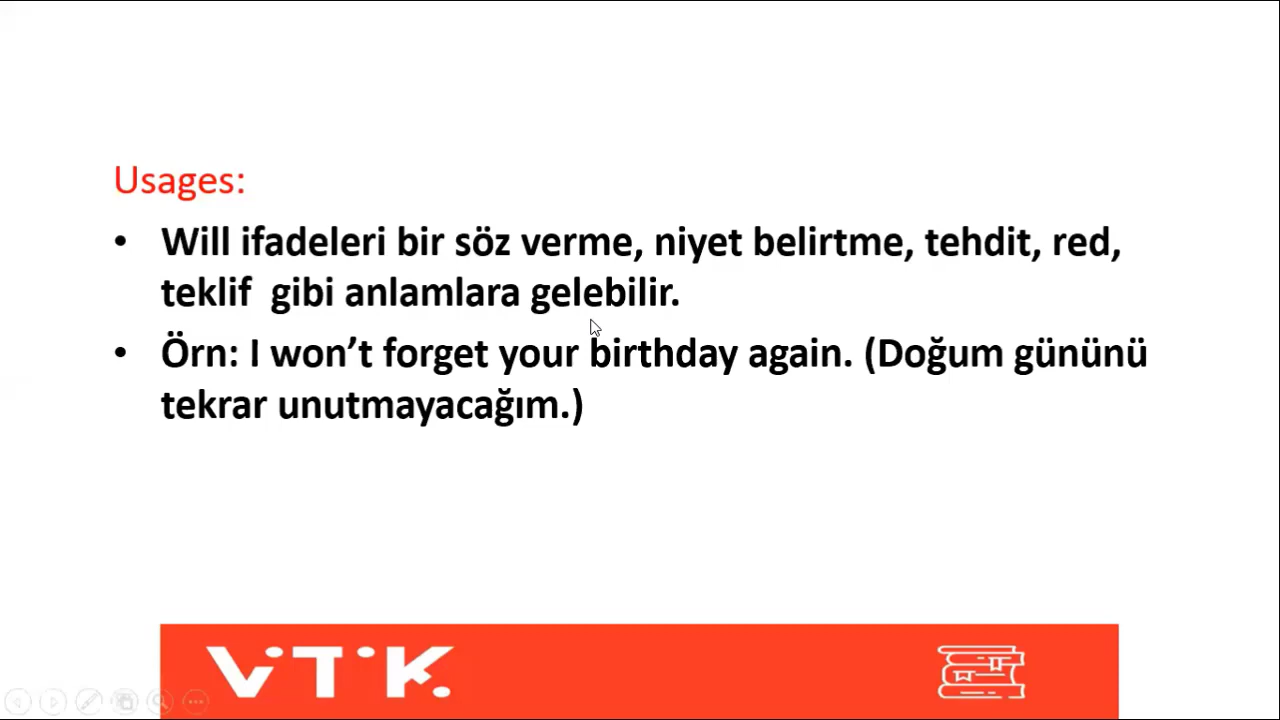 Usages:
• Will ifadeleri bir söz verme, niyet belirtme, tehdit, red,
teklif  gibi anlamlara gelebilir.
• Örn: I won’t forget your birthday again. (Doğum gününü
tekrar unutmayacağım.)
ViTiK